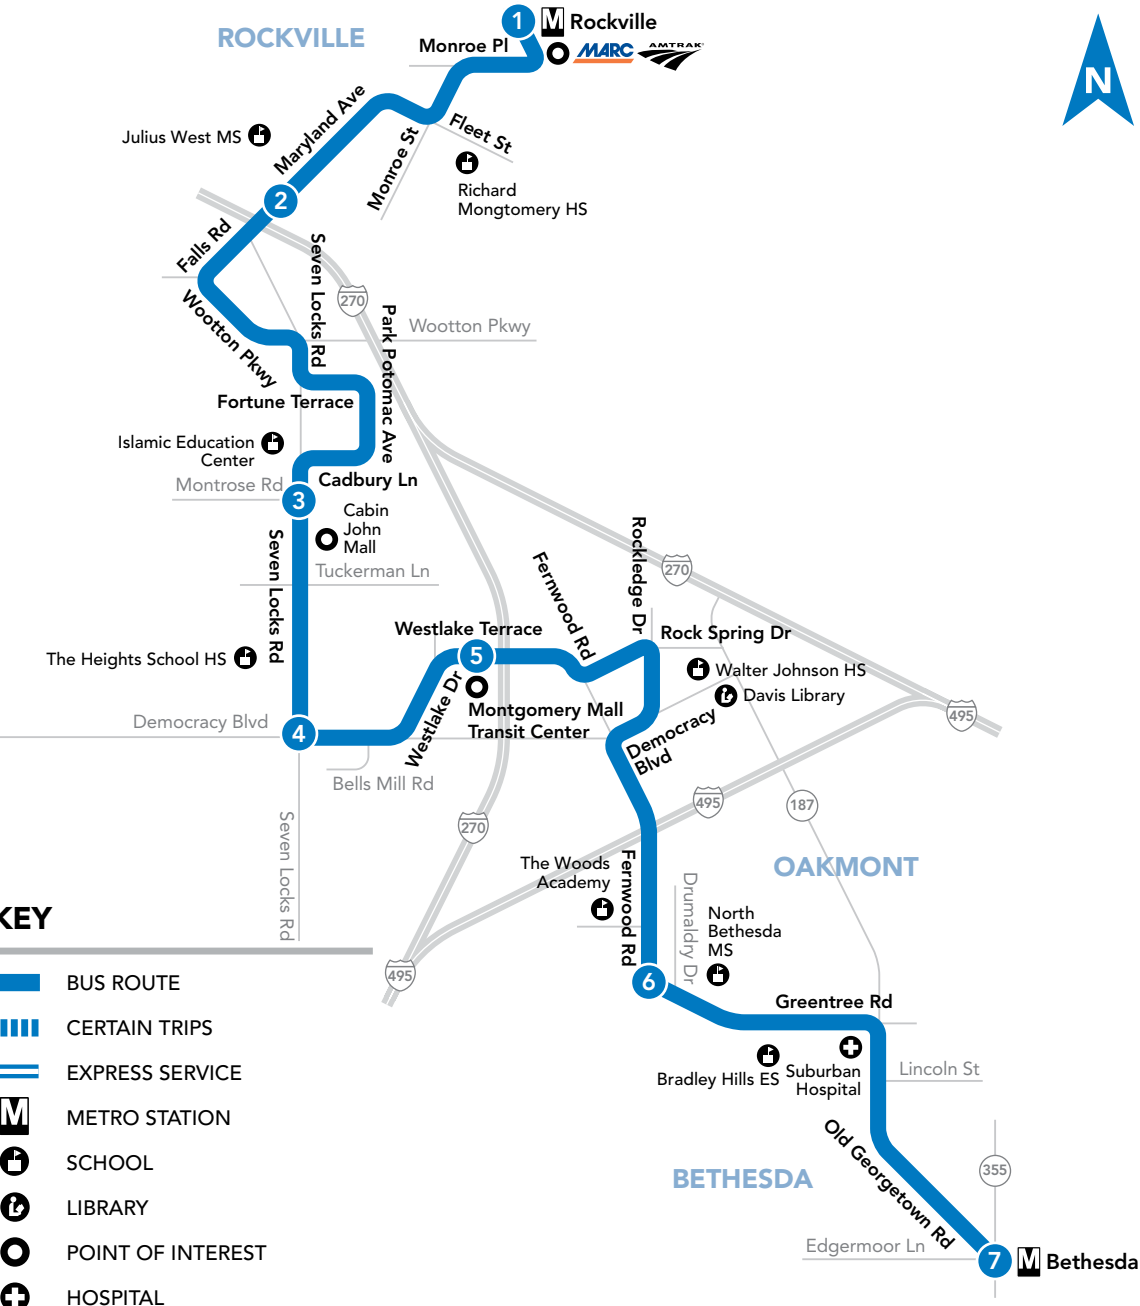 1
M Rockville
ROCKVILLE
Monroe Pl
MARC
AMTRAK
Maryland Ave
Julius West MS
Monroe St
Fleet St
Richard
Mongtomery HS
2
Falls Rd
Seven Locks Rd
270
Wootton Pkwy
Park Potomac Ave
Wootton Pkwy
Fortune Terrace
Islamic Education
Center
Cadbury Ln
Montrose Rd
3
Cabin
John
Mall
Seven Locks Rd
Tuckerman Ln
Fernwood Rd
Rockledge Dr
270
Westlake Terrace
Rock Spring Dr
5
The Heights School HS
Walter Johnson HS
Davis Library
Westlake Dr
Montgomery Mall
Transit Center
Democracy
Blvd
495
Democracy Blvd
4
Bells Mill Rd
495
187
270
Seven Locks Rd
The Woods
Academy
Fernwood Rd
OAKMONT
Drumaldry Dr
North
Bethesda
MS
495
6
Greentree Rd
Bradley Hills ES
Suburban
Hospital
Lincoln St
Old Georgetown Rd
BETHESDA
355
Edgermoor Ln
7
M Bethesda
KEY
BUS ROUTE
CERTAIN TRIPS
EXPRESS SERVICE
M METRO STATION
SCHOOL
LIBRARY
POINT OF INTEREST
HOSPITAL
N